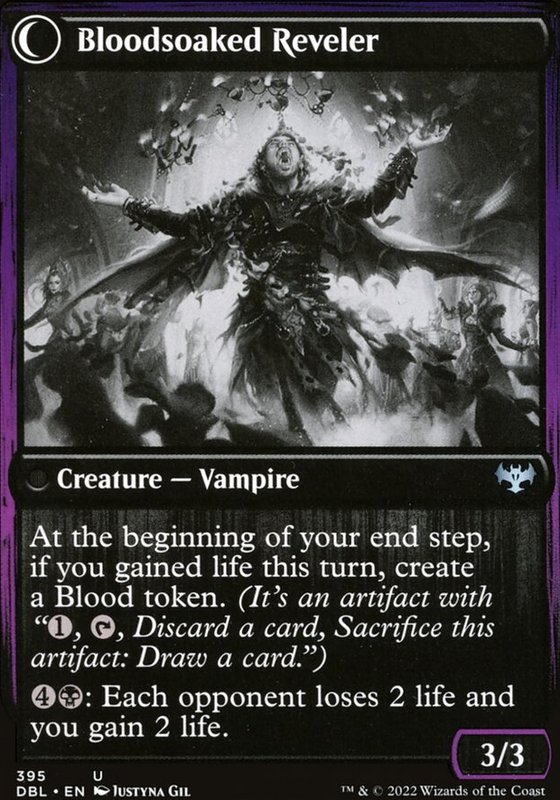 Bloodsoaked Reveler
Creature — Vampire
At the beginning of your end step,
if you gained life this turn, create
a Blood token. (It's an artifact with
“1, T, Discard a card, Sacrifice this
artifact: Draw a card.”)
4B: Each opponent loses 2 life and
you gain 2 life.
3/3
395 U
DBL • EN Justyna Gil
™ & © 2022 Wizards of the Coast